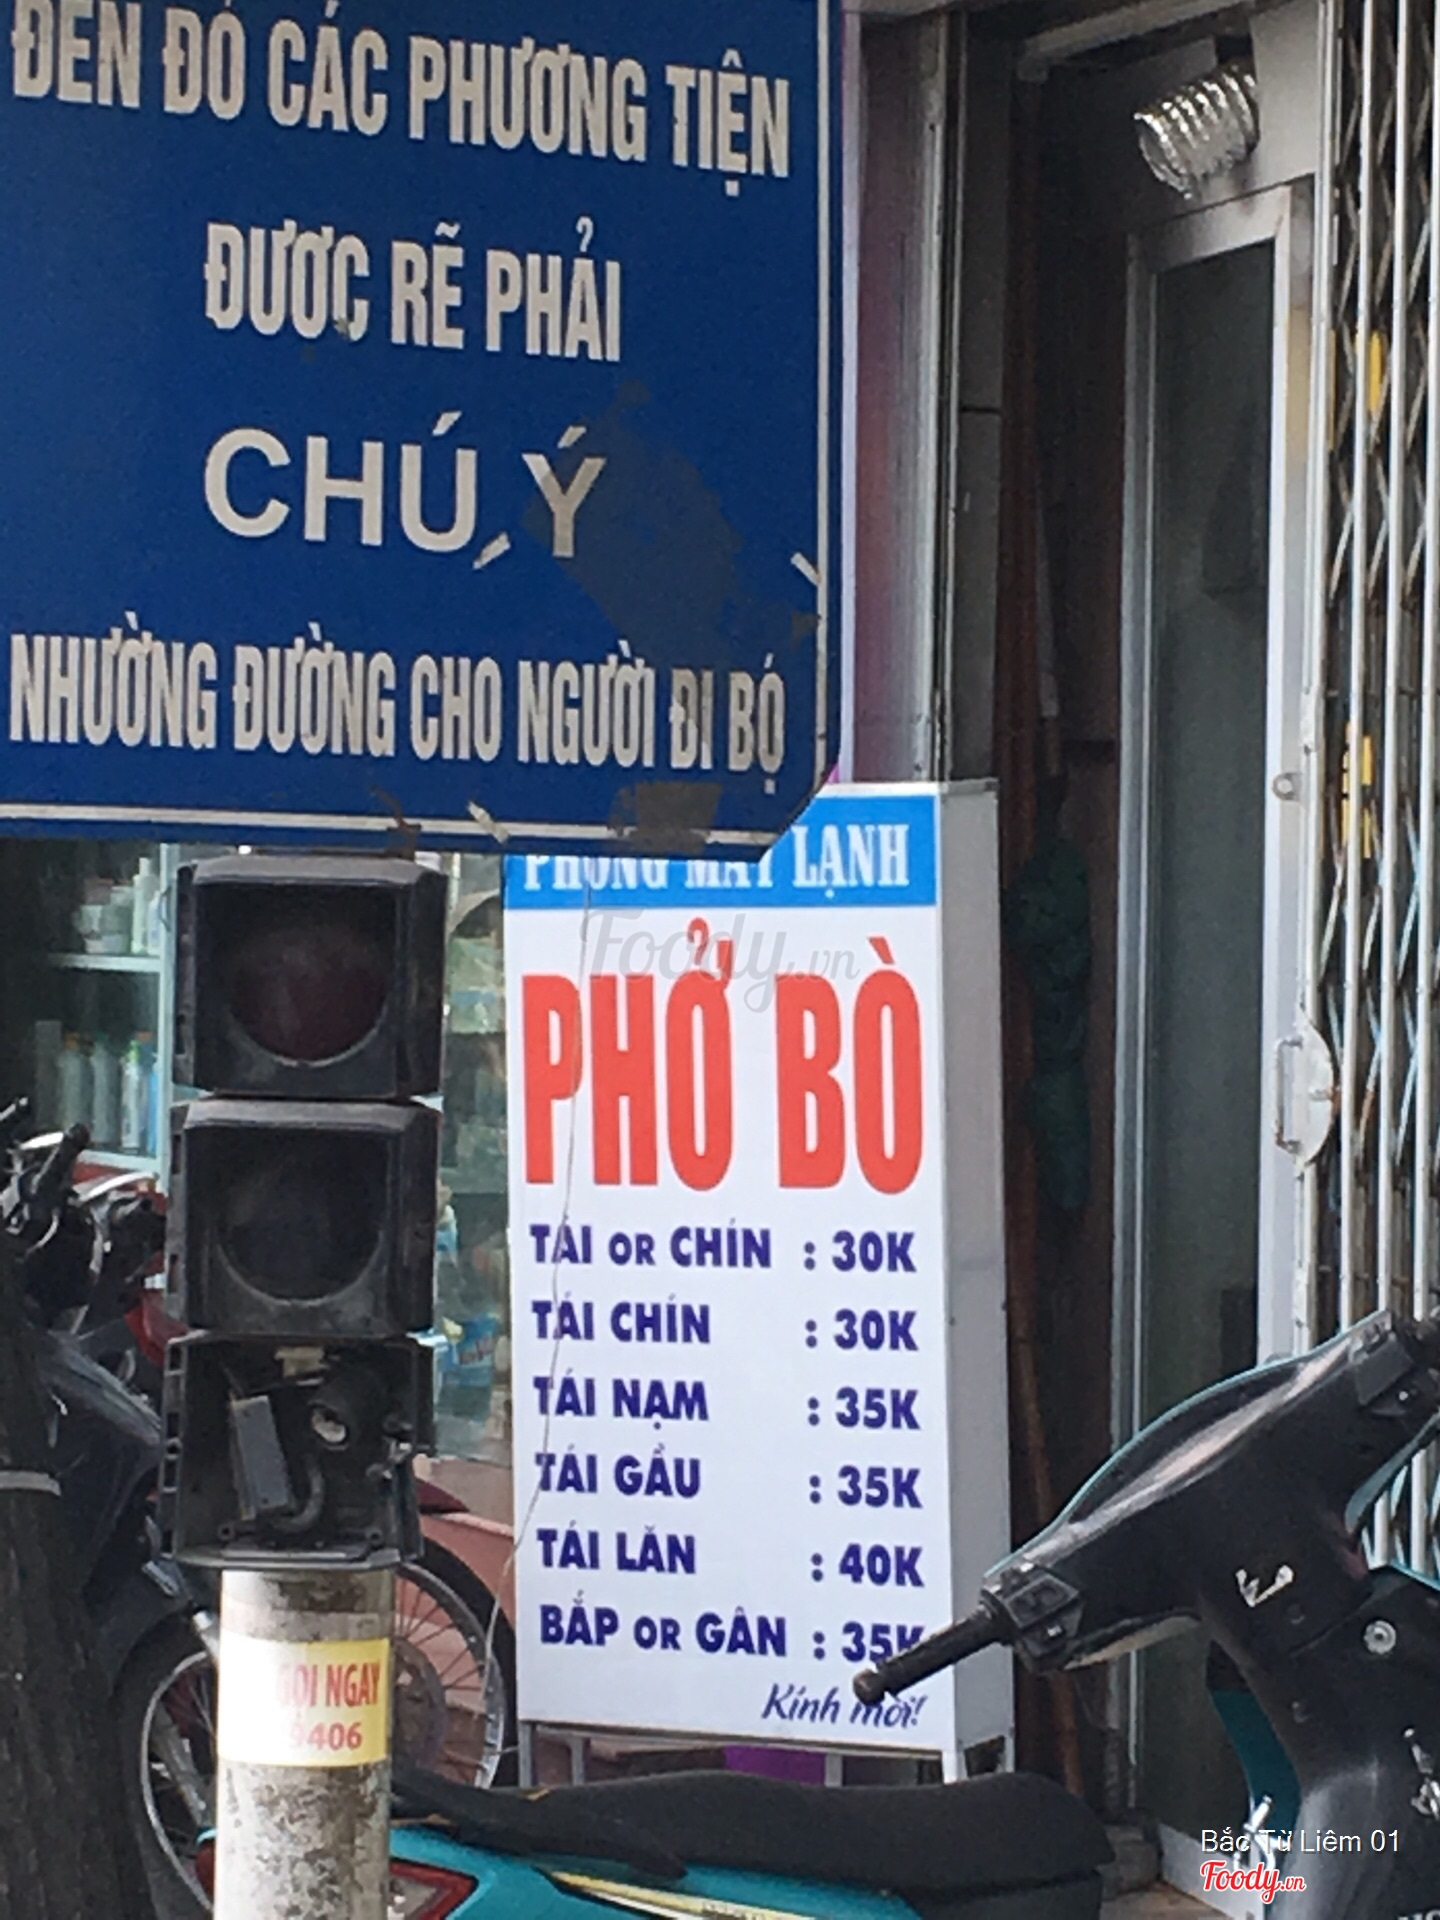 ĐÈN ĐỎ CÁC PHƯƠNG TIỆN
ĐƯỢC RẼ PHẢI
CHÚ Ý
NHƯỜNG ĐƯỜNG CHO NGƯỜI ĐI BỘ
PHÒNG MÁY LẠNH
Foody.vn
PHỞ BÒ
TÁI OR CHÍN : 30K
TÁI CHÍN : 30K
TÁI NẠM : 35K
TÁI GẦU : 35K
TÁI LĂN : 40K
BẮP OR GÂN : 35K
Kính mời!
GỌI NGAY
9406
Bắc Từ Liêm 01
Foody.vn